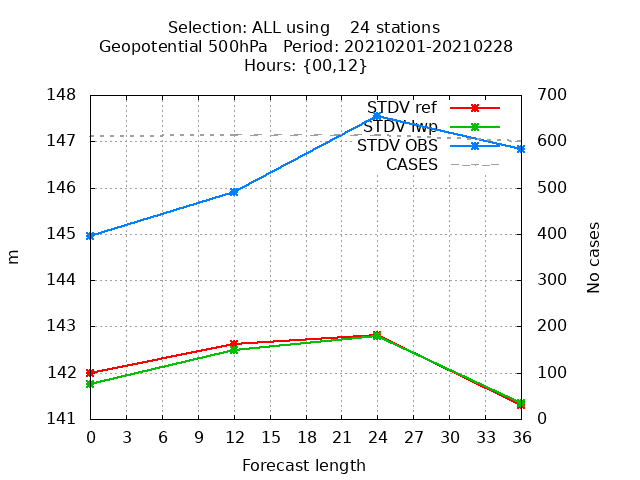 Selection: ALL using    24 stations
Geopotential 500hPa   Period: 20210201-20210228
Hours: {00,12}
148 700
STDV ref
STDV lwp
147 600
STDV OBS
CASES
146 500
145 400
m
No cases
144 300
143 200
142 100
141 0
0 3 6 9 12 15 18 21 24 27 30 33 36
Forecast length